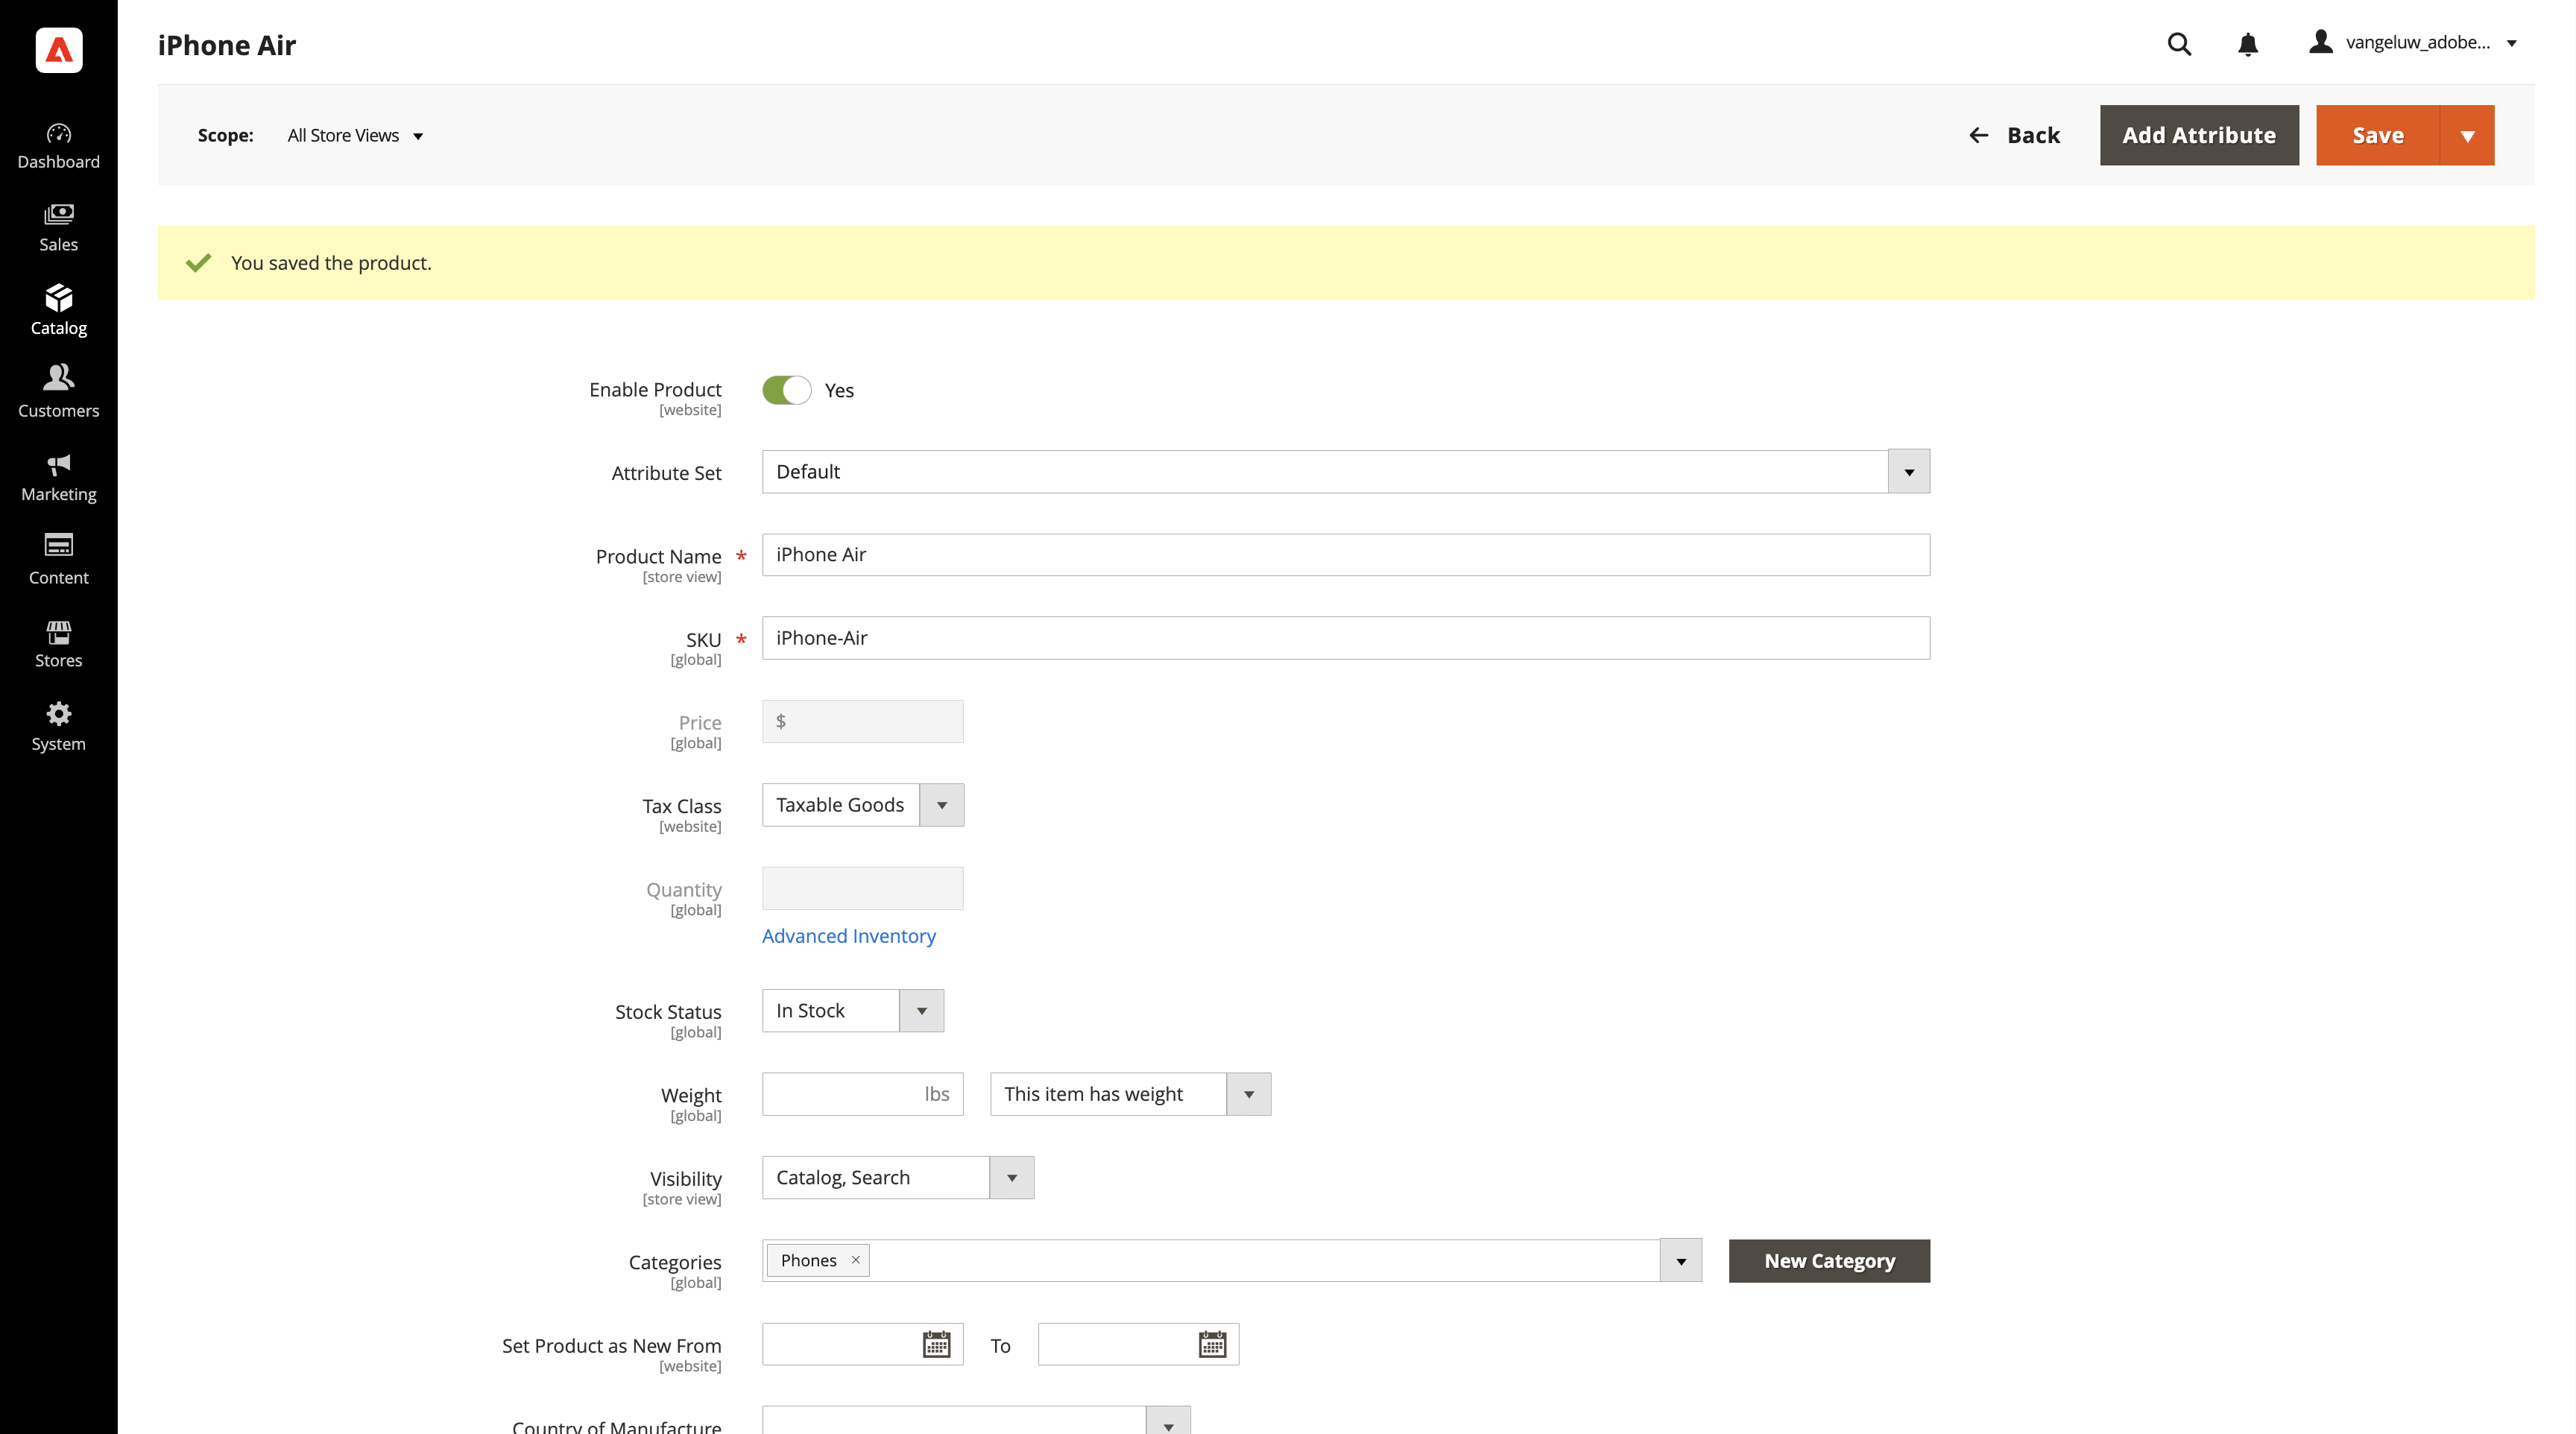 iPhone Air
vangeluw_adobe...
Scope:
All Store Views
Back
Add Attribute
Save
Dashboard
Sales
Catalog
Customers
Marketing
Content
Stores
System
You saved the product.
Enable Product
[website]
Yes
Attribute Set
Default
Product Name *
[store view]
iPhone Air
SKU *
[global]
iPhone-Air
Price
[global]
$
Tax Class
[website]
Taxable Goods
Quantity
[global]
Advanced Inventory
Stock Status
[global]
In Stock
Weight
[global]
lbs
This item has weight
Visibility
[store view]
Catalog, Search
Categories
[global]
Phones ×
New Category
Set Product as New From
[website]
To
Country of Manufacture